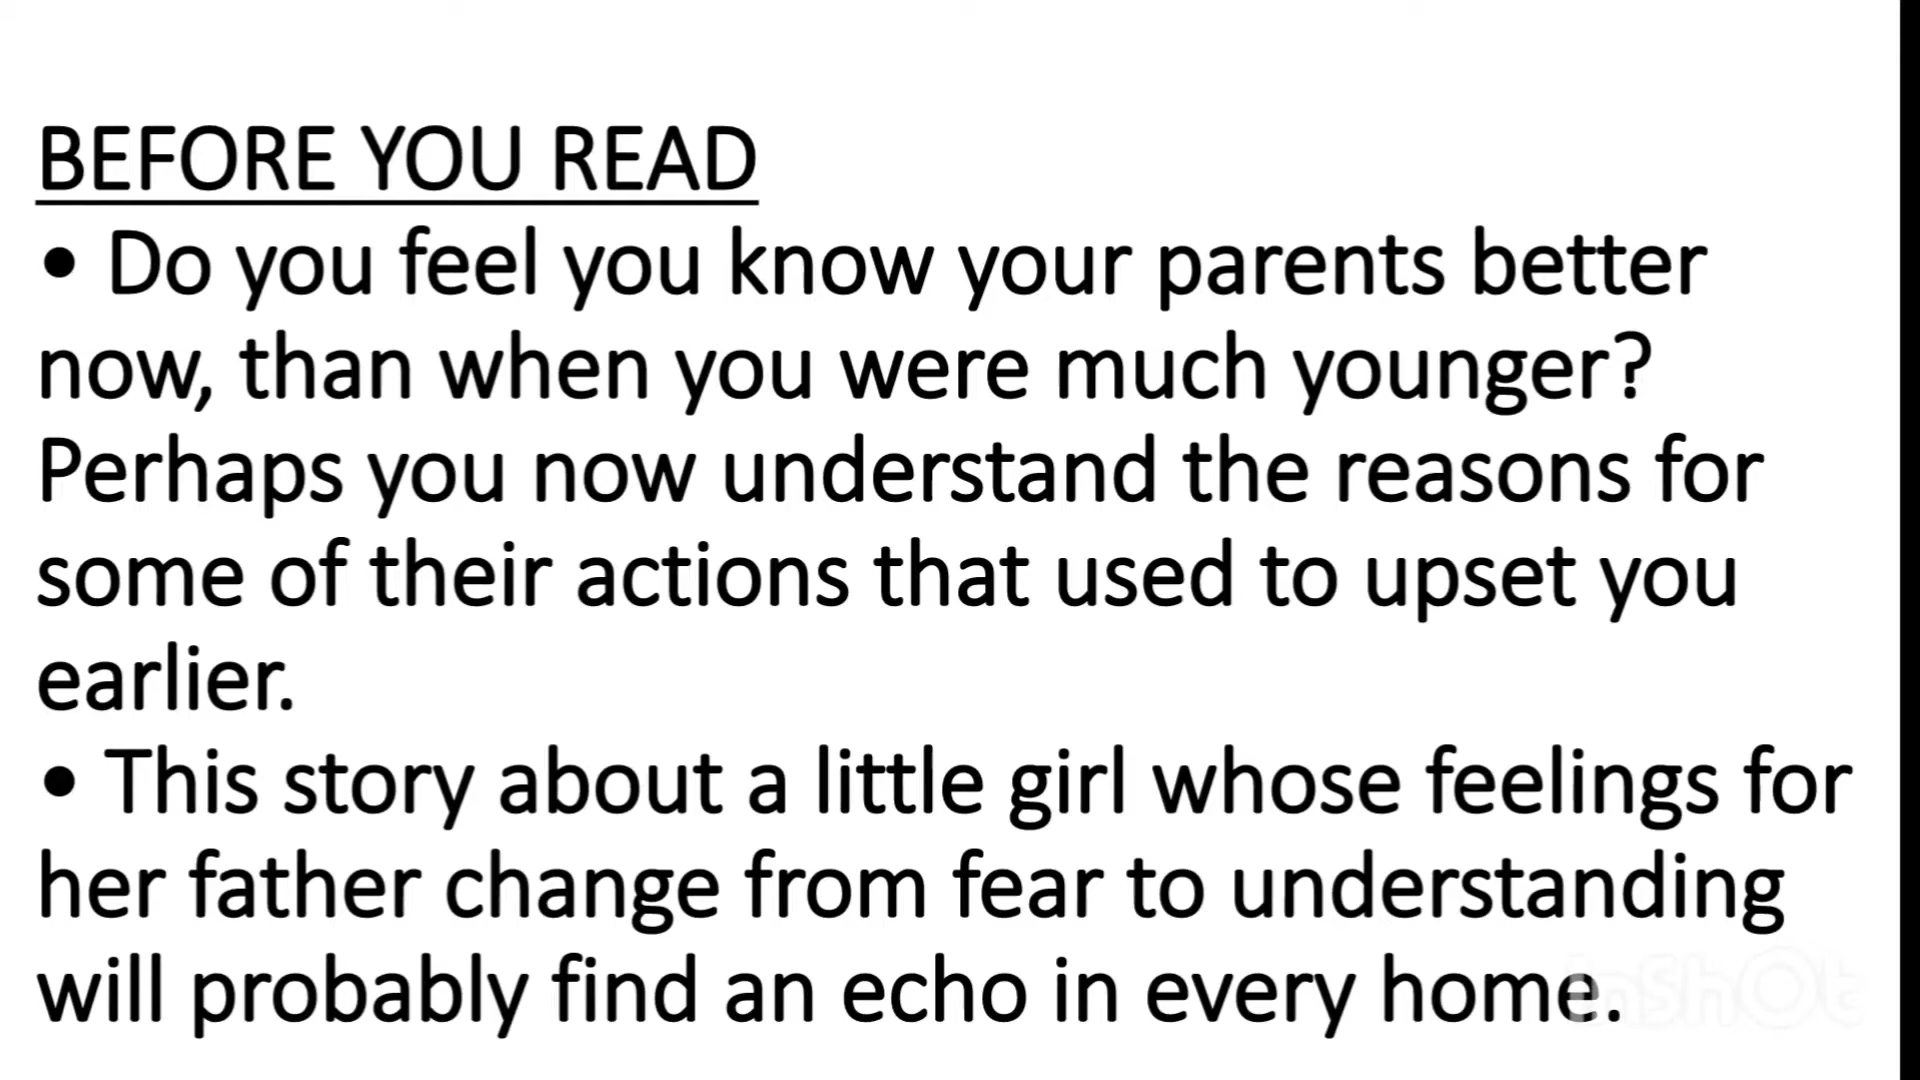 BEFORE YOU READ
• Do you feel you know your parents better
now, than when you were much younger?
Perhaps you now understand the reasons for
some of their actions that used to upset you
earlier.
• This story about a little girl whose feelings for
her father change from fear to understanding
will probably find an echo in every home.
InShOt